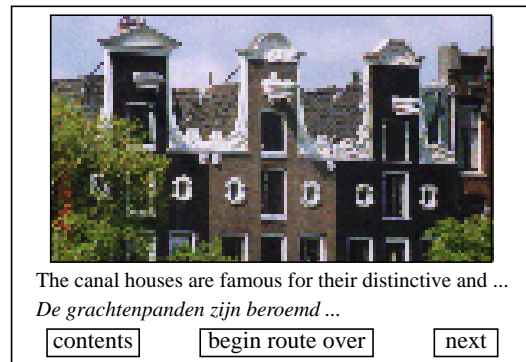 The canal houses are famous for their distinctive and ...
De grachtenpanden zijn beroemd ...
contents begin route over next